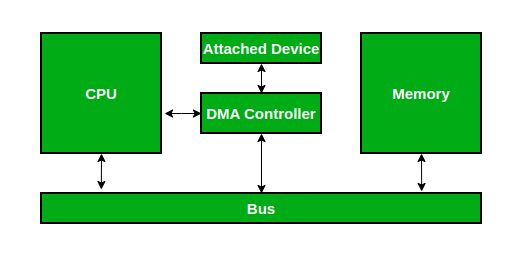 Attached Device
CPU
DMA Controller
Memory
Bus